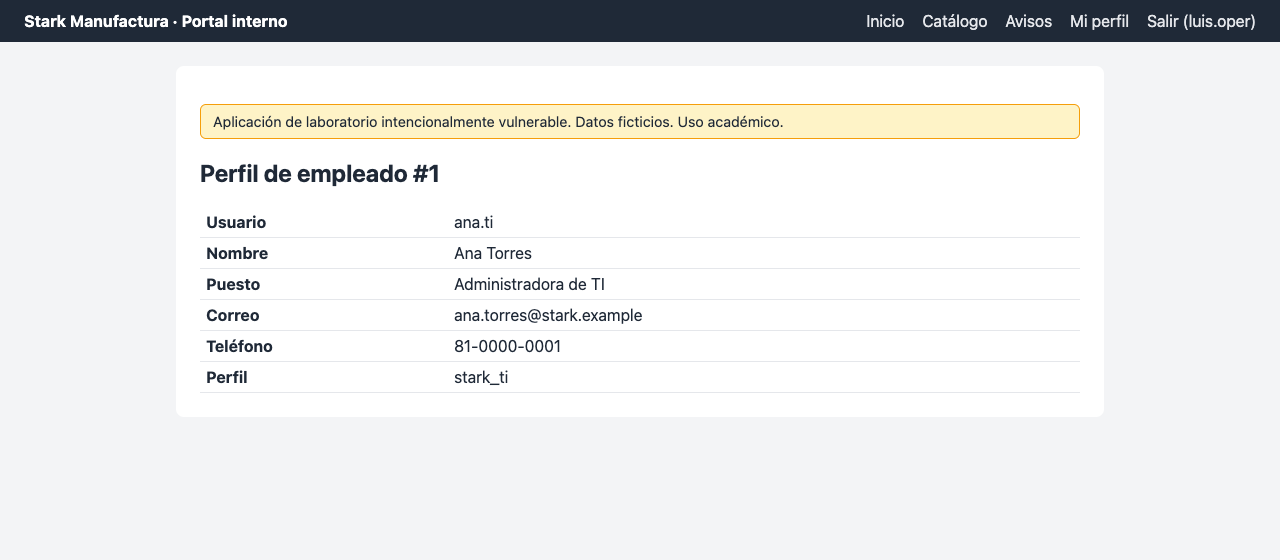 Stark Manufactura · Portal interno Inicio Catálogo Avisos Mi perfil Salir (luis.oper)
Aplicación de laboratorio intencionalmente vulnerable. Datos ficticios. Uso académico.
Perfil de empleado #1
Usuario ana.ti
Nombre Ana Torres
Puesto Administradora de TI
Correo ana.torres@stark.example
Teléfono 81-0000-0001
Perfil stark_ti